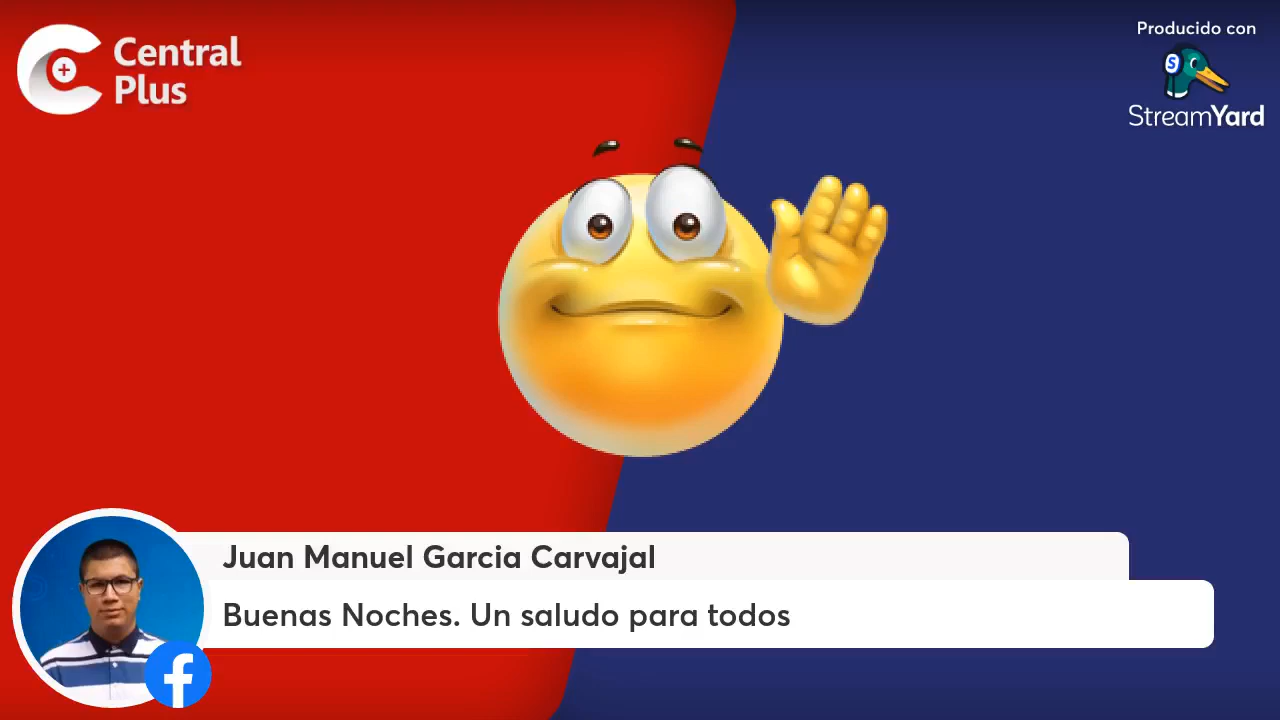 Central
Plus
Producido con
S
StreamYard
Juan Manuel Garcia Carvajal
Buenas Noches. Un saludo para todos